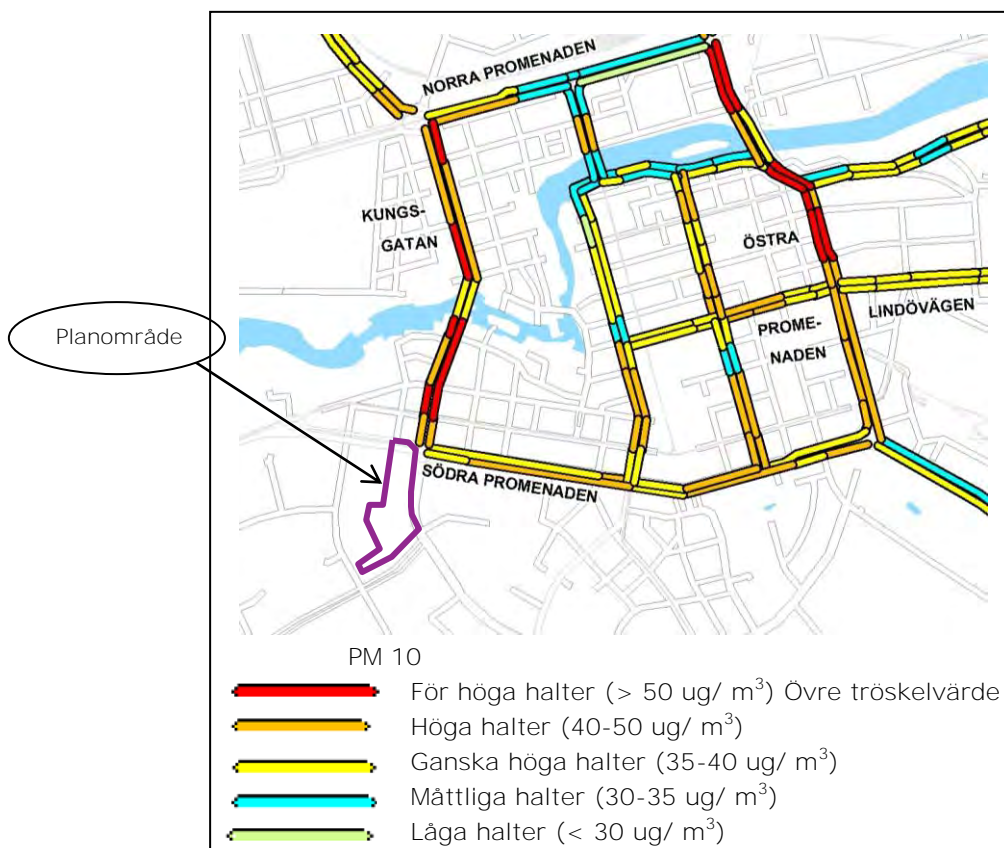 NORRA PROMENADEN
KUNGS-
GATAN
ÖSTRA
PROME-
NADEN
LINDÖVÄGEN
Planområde
SÖDRA PROMENADEN
PM 10
För höga halter (> 50 ug/ m³) Övre tröskelvärde
Höga halter (40-50 ug/ m³)
Ganska höga halter (35-40 ug/ m³)
Måttliga halter (30-35 ug/ m³)
Låga halter (< 30 ug/ m³)